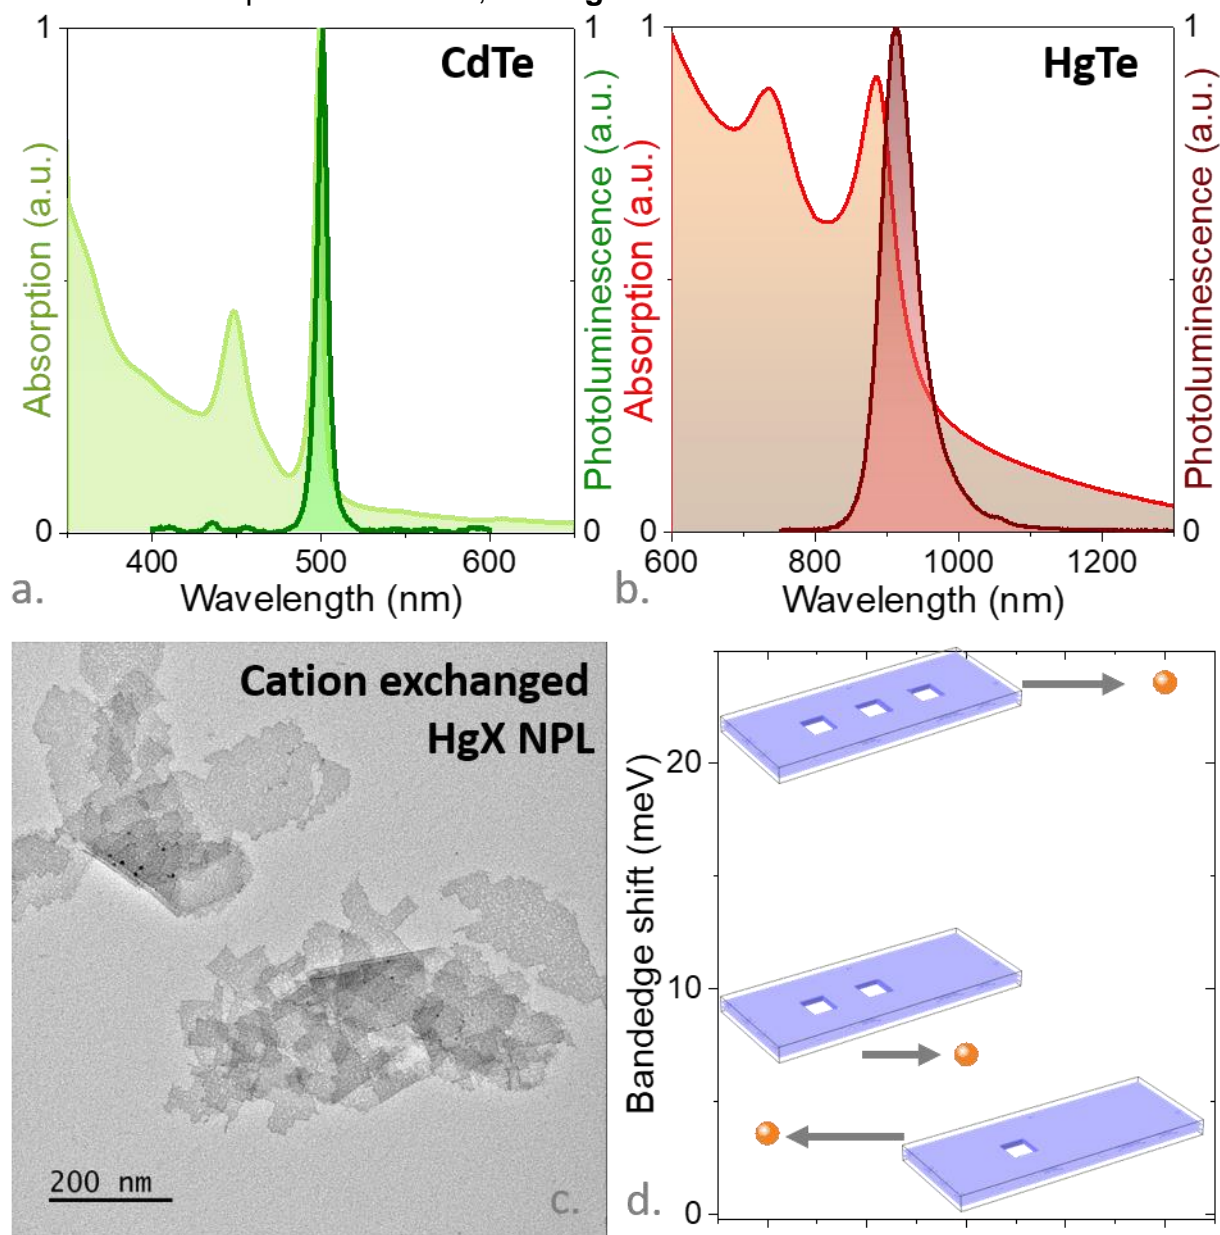 1
1
CdTe
Absorption (a.u.)
Photoluminescence (a.u.)
0
0
400
500
600
Wavelength (nm)
a.
1
1
HgTe
Absorption (a.u.)
Photoluminescence (a.u.)
0
0
600
800
1000
1200
Wavelength (nm)
b.
Cation exchanged
HgX NPL
200 nm
c.
Bandedge shift (meV)
20
10
0
d.